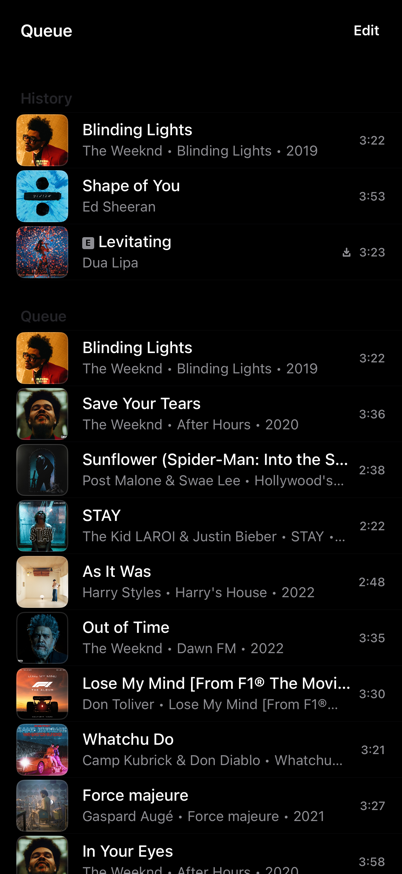 Queue
Edit
History
Blinding Lights
The Weeknd • Blinding Lights • 2019
3:22
Shape of You
Ed Sheeran
3:53
E Levitating
Dua Lipa
3:23
Queue
Blinding Lights
The Weeknd • Blinding Lights • 2019
3:22
Save Your Tears
The Weeknd • After Hours • 2020
3:36
Sunflower (Spider-Man: Into the S...
Post Malone & Swae Lee • Hollywood's...
2:38
STAY
The Kid LAROI & Justin Bieber • STAY •...
2:22
As It Was
Harry Styles • Harry's House • 2022
2:48
Out of Time
The Weeknd • Dawn FM • 2022
3:35
Lose My Mind [From F1® The Movi...
Don Toliver • Lose My Mind [From F1®...
3:30
Whatchu Do
Camp Kubrick & Don Diablo • Whatchu...
3:21
Force majeure
Gaspard Augé • Force majeure • 2021
3:27
In Your Eyes
The Weeknd • After Hours • 2020
3:58